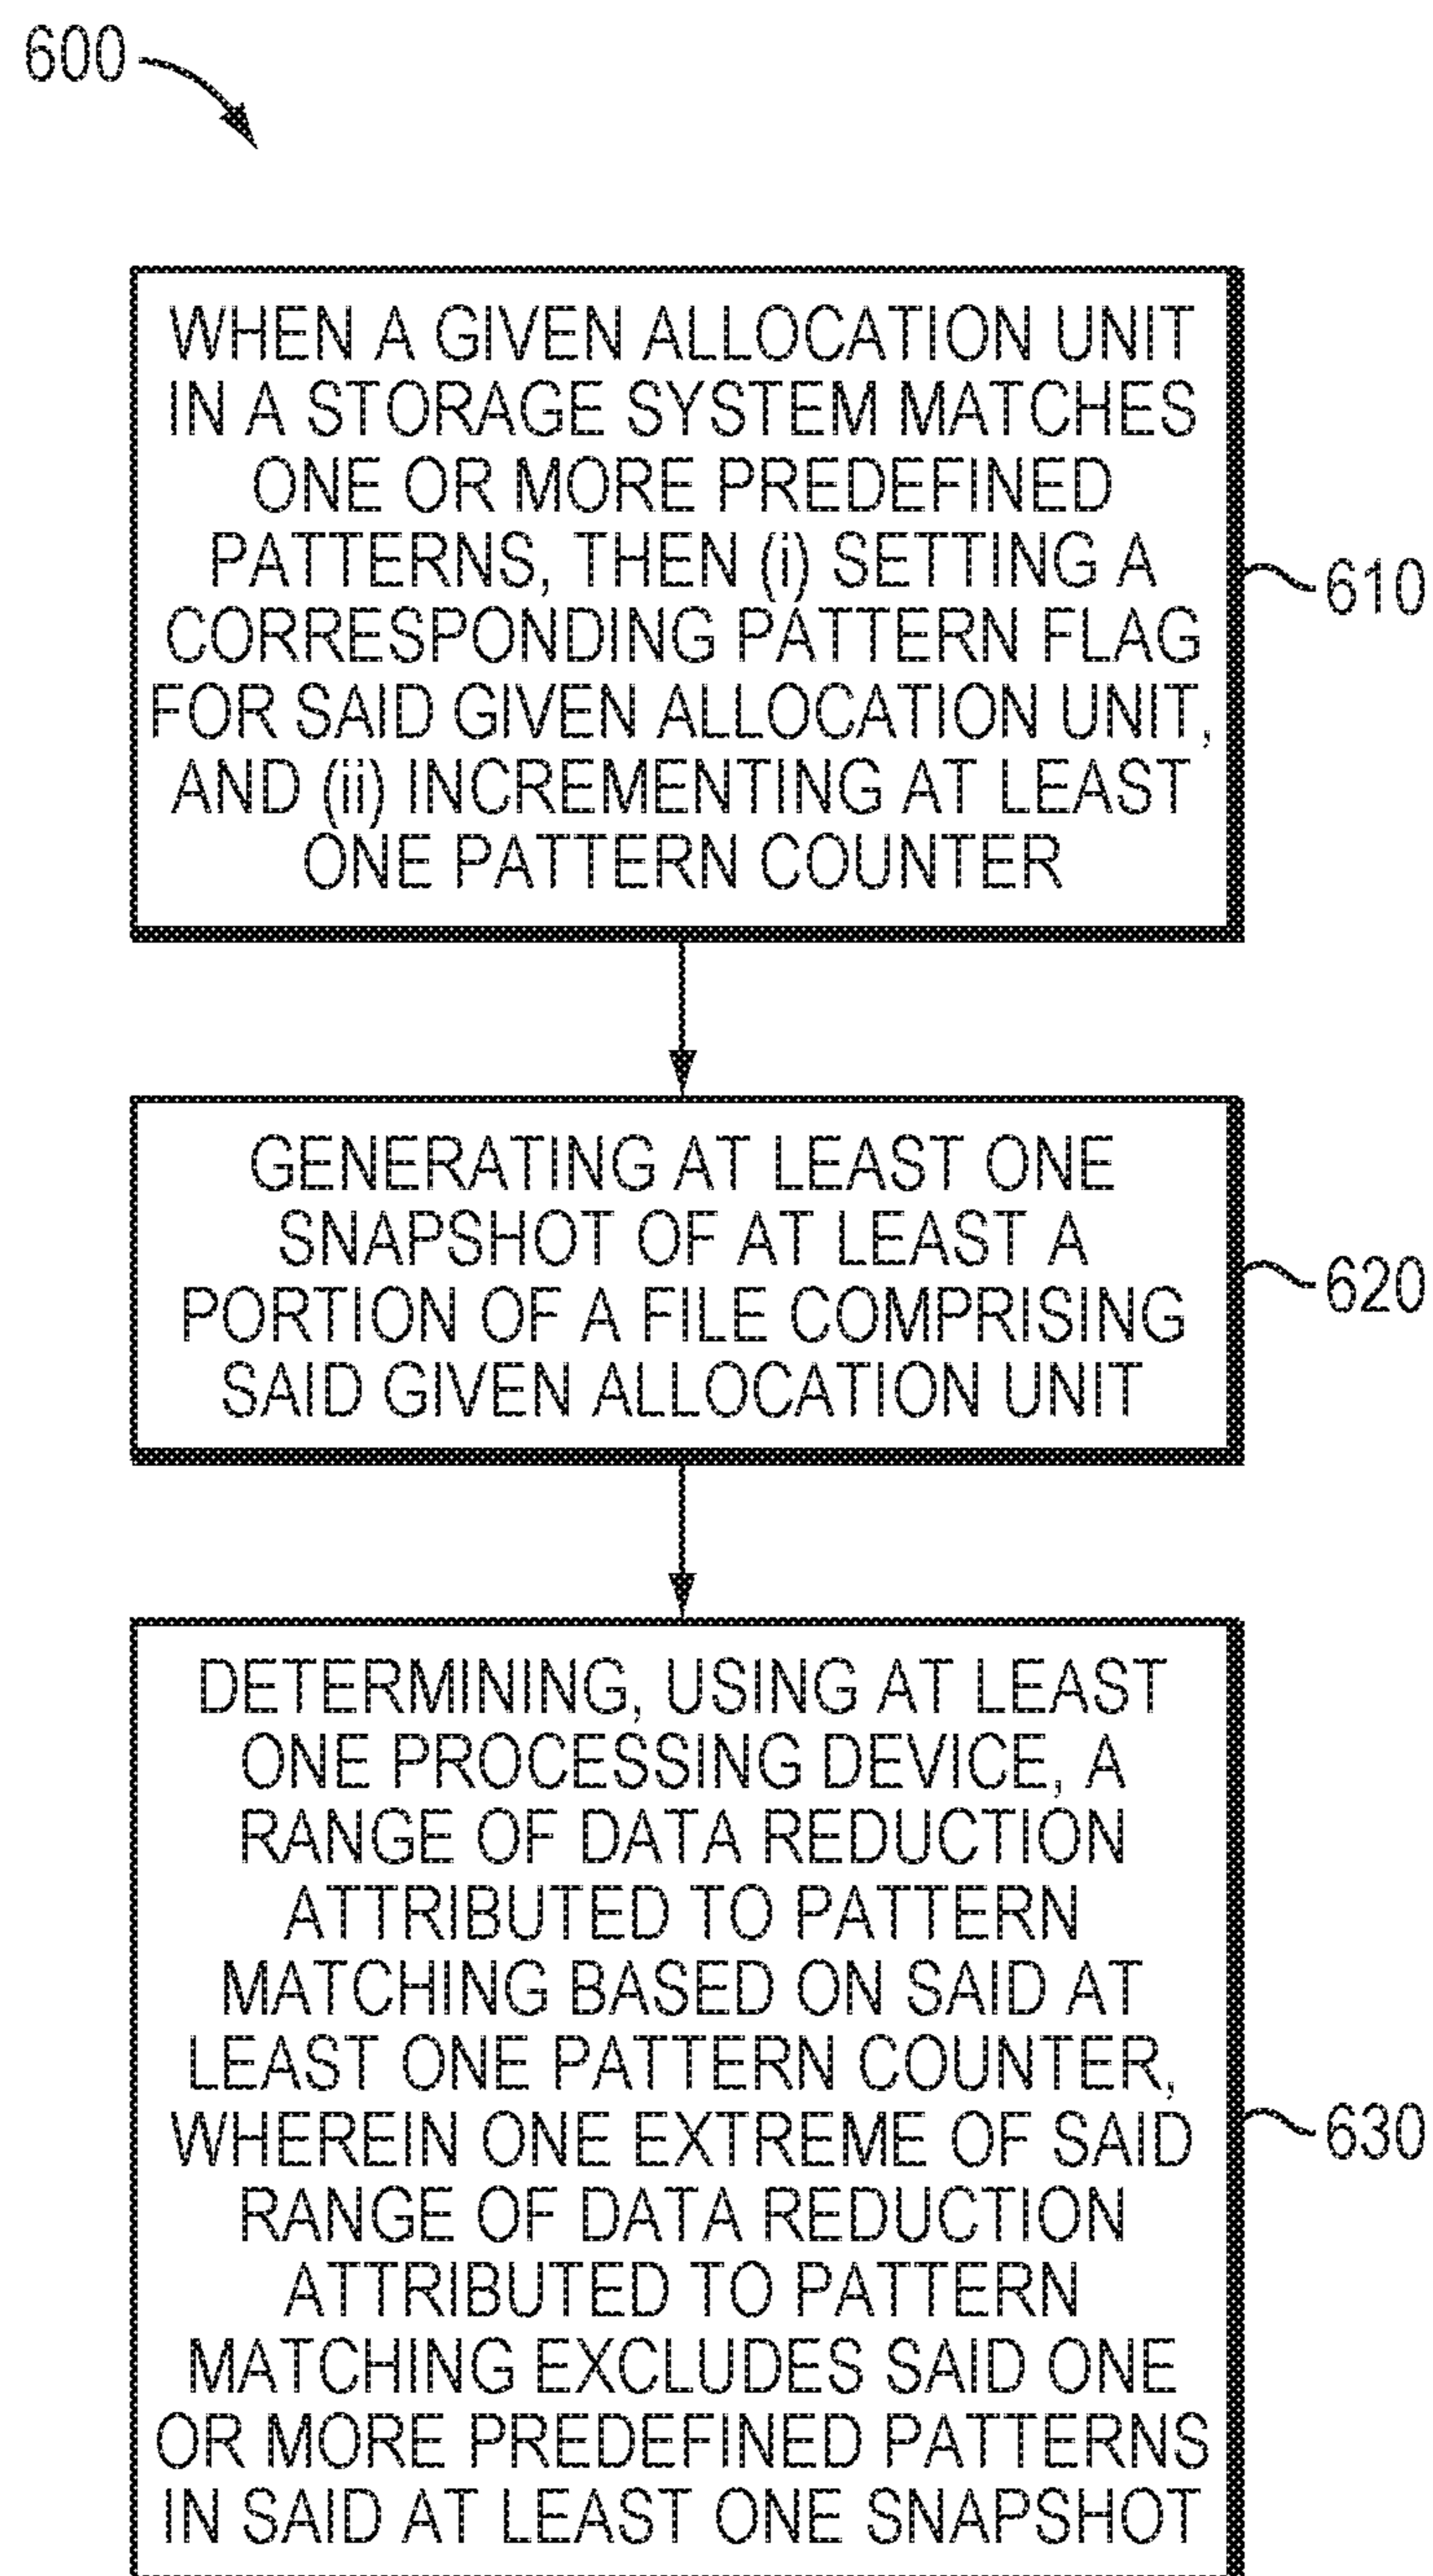 600
WHEN A GIVEN ALLOCATION UNIT
IN A STORAGE SYSTEM MATCHES
ONE OR MORE PREDEFINED
PATTERNS, THEN (i) SETTING A
CORRESPONDING PATTERN FLAG
FOR SAID GIVEN ALLOCATION UNIT,
AND (ii) INCREMENTING AT LEAST
ONE PATTERN COUNTER
610
GENERATING AT LEAST ONE
SNAPSHOT OF AT LEAST A
PORTION OF A FILE COMPRISING
SAID GIVEN ALLOCATION UNIT
620
DETERMINING, USING AT LEAST
ONE PROCESSING DEVICE, A
RANGE OF DATA REDUCTION
ATTRIBUTED TO PATTERN
MATCHING BASED ON SAID AT
LEAST ONE PATTERN COUNTER,
WHEREIN ONE EXTREME OF SAID
RANGE OF DATA REDUCTION
ATTRIBUTED TO PATTERN
MATCHING EXCLUDES SAID ONE
OR MORE PREDEFINED PATTERNS
IN SAID AT LEAST ONE SNAPSHOT
630